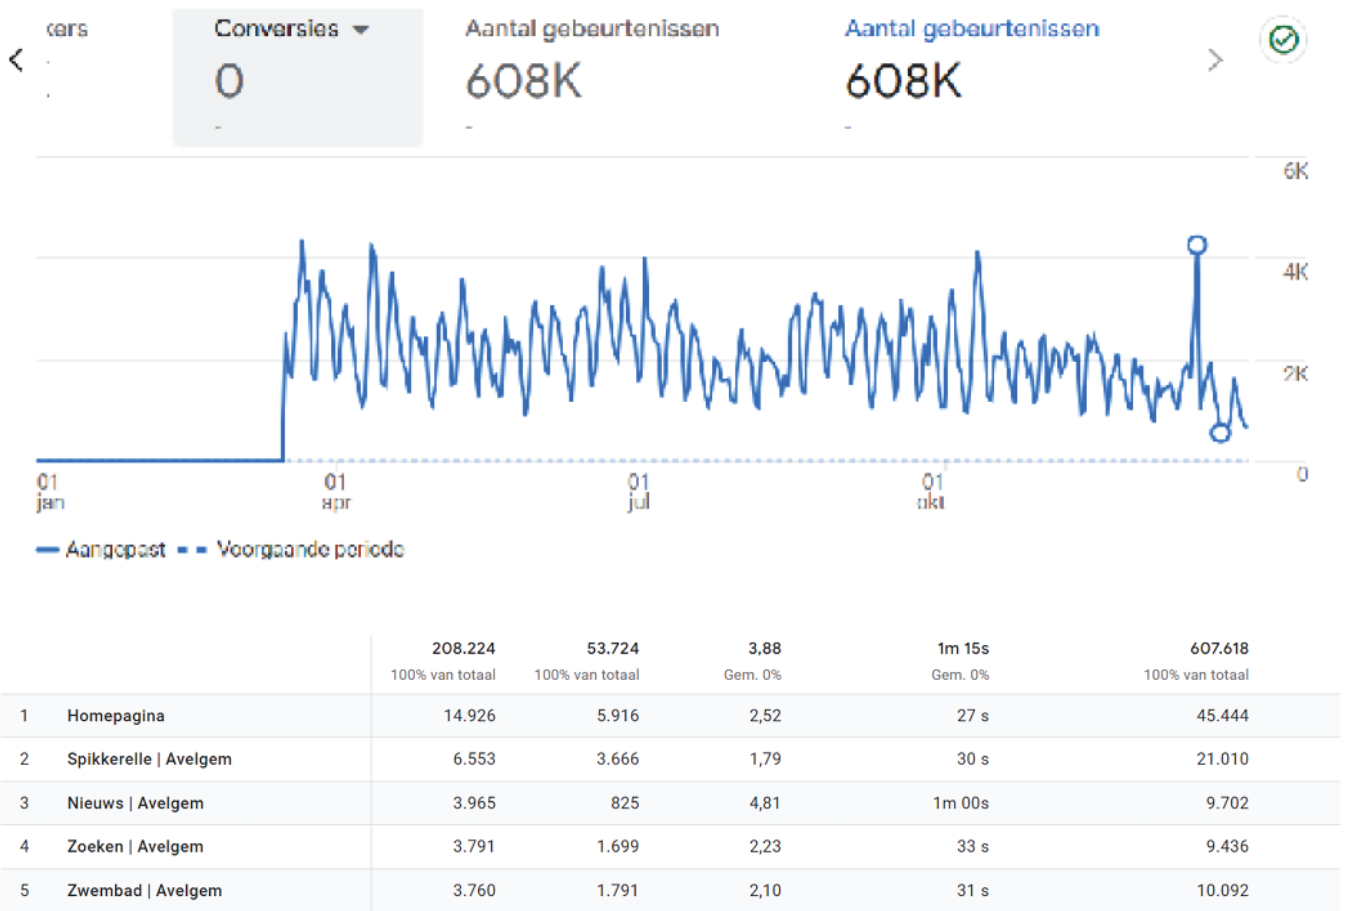 Conversies
Aantal gebeurtenissen
Aantal gebeurtenissen
0
608K
608K
-
-
-
6K
4K
2K
0
01
jan
01
apr
01
jul
01
okt
Aangepast
Voorgaande periode
208.224 53.724 3,88 1m 15s 607.618
100% van totaal 100% van totaal Gem. 0% Gem. 0% 100% van totaal
1 Homepagina 14.926 5.916 2,52 27 s 45.444
2 Spikkerelle | Avelgem 6.553 3.666 1,79 30 s 21.010
3 Nieuws | Avelgem 3.965 825 4,81 1m 00s 9.702
4 Zoeken | Avelgem 3.791 1.699 2,23 33 s 9.436
5 Zwembad | Avelgem 3.760 1.791 2,10 31 s 10.092